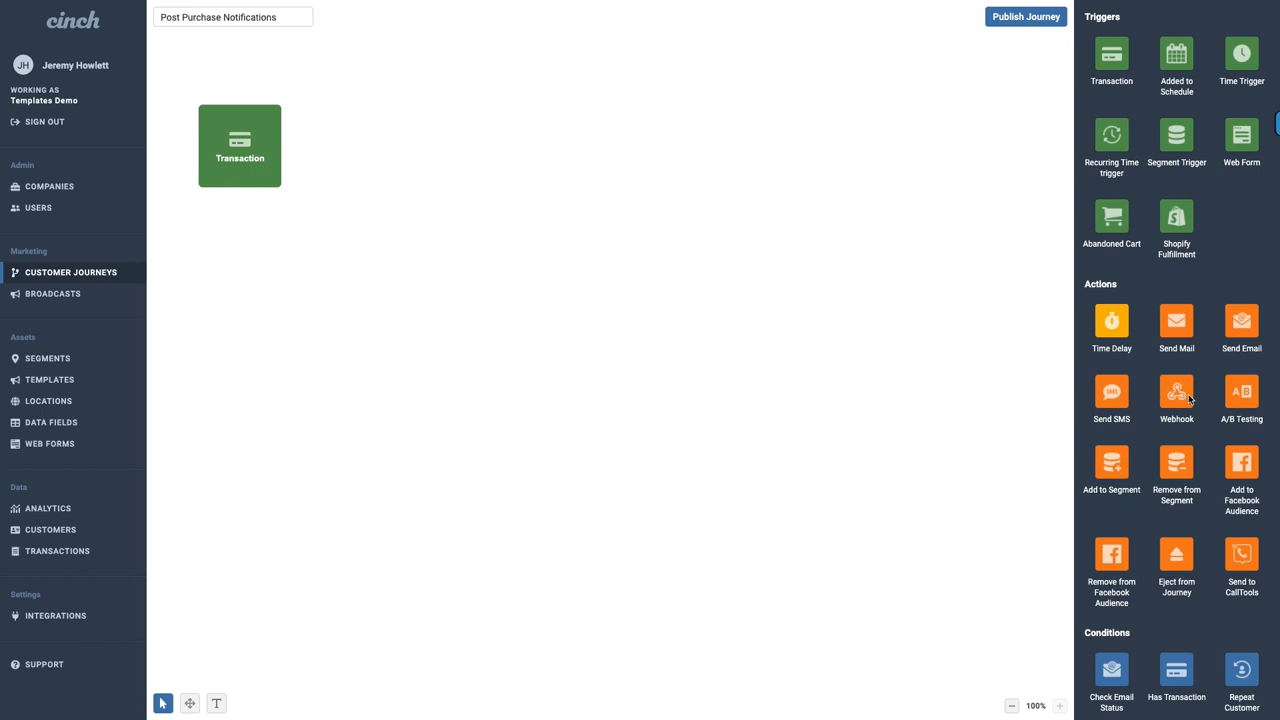 cinch
JH
Jeremy Howlett
WORKING AS
Templates Demo
SIGN OUT
Admin
COMPANIES
USERS
Marketing
CUSTOMER JOURNEYS
BROADCASTS
Assets
SEGMENTS
TEMPLATES
LOCATIONS
DATA FIELDS
WEB FORMS
Data
ANALYTICS
CUSTOMERS
TRANSACTIONS
Settings
INTEGRATIONS
SUPPORT
Post Purchase Notifications
Publish Journey
Transaction
T
100%
Triggers
Transaction
Added to
Schedule
Time Trigger
Recurring Time
trigger
Segment Trigger
Web Form
Abandoned Cart
Shopify
Fulfillment
Actions
Time Delay
Send Mail
Send Email
SMS
Send SMS
Webhook
A B
A/B Testing
Add to Segment
Remove from
Segment
Add to
Facebook
Audience
Remove from
Facebook
Audience
Eject from
Journey
Send to
CallTools
Conditions
Check Email
Status
Has Transaction
Repeat
Customer